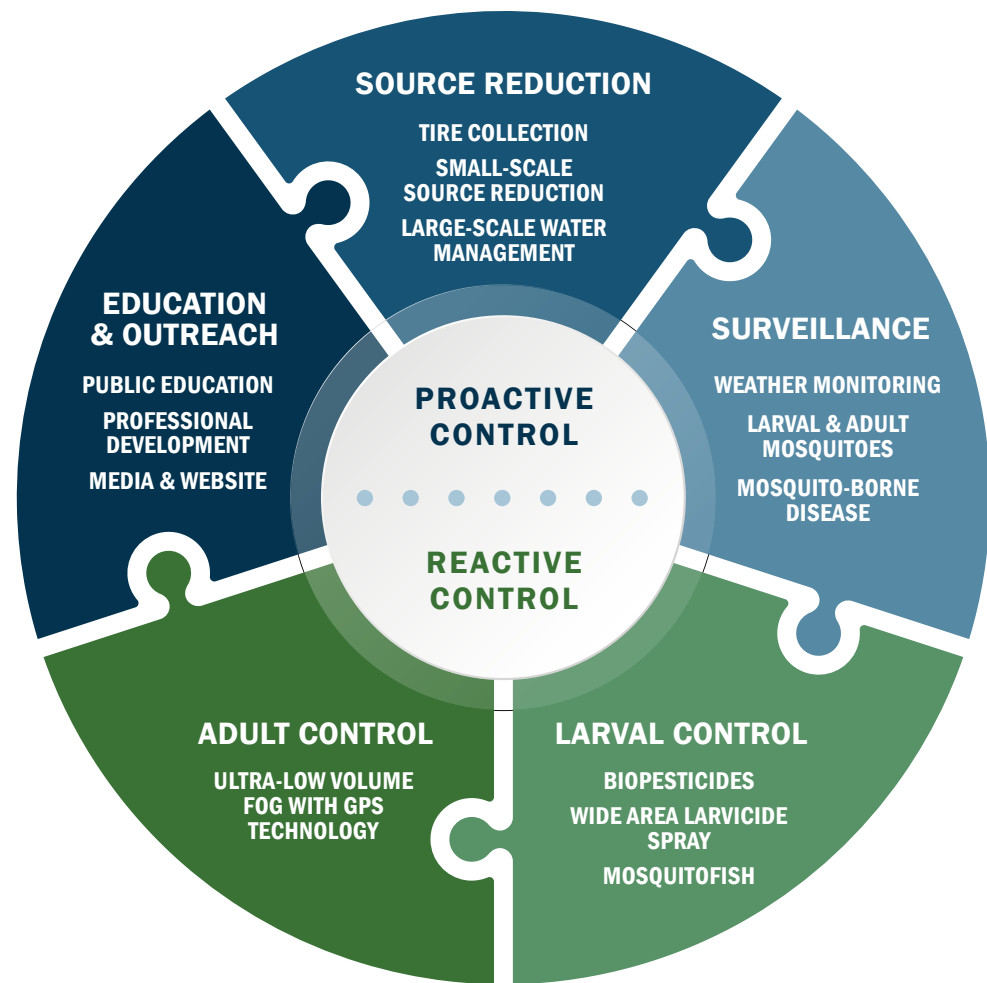 SOURCE REDUCTION
TIRE COLLECTION
SMALL-SCALE
SOURCE REDUCTION
LARGE-SCALE WATER
MANAGEMENT
EDUCATION
& OUTREACH
PUBLIC EDUCATION
PROFESSIONAL
DEVELOPMENT
MEDIA & WEBSITE
PROACTIVE
CONTROL
REACTIVE
CONTROL
SURVEILLANCE
WEATHER MONITORING
LARVAL & ADULT
MOSQUITOES
MOSQUITO-BORNE
DISEASE
ADULT CONTROL
ULTRA-LOW VOLUME
FOG WITH GPS
TECHNOLOGY
LARVAL CONTROL
BIOPESTICIDES
WIDE AREA LARVICIDE
SPRAY
MOSQUITOFISH